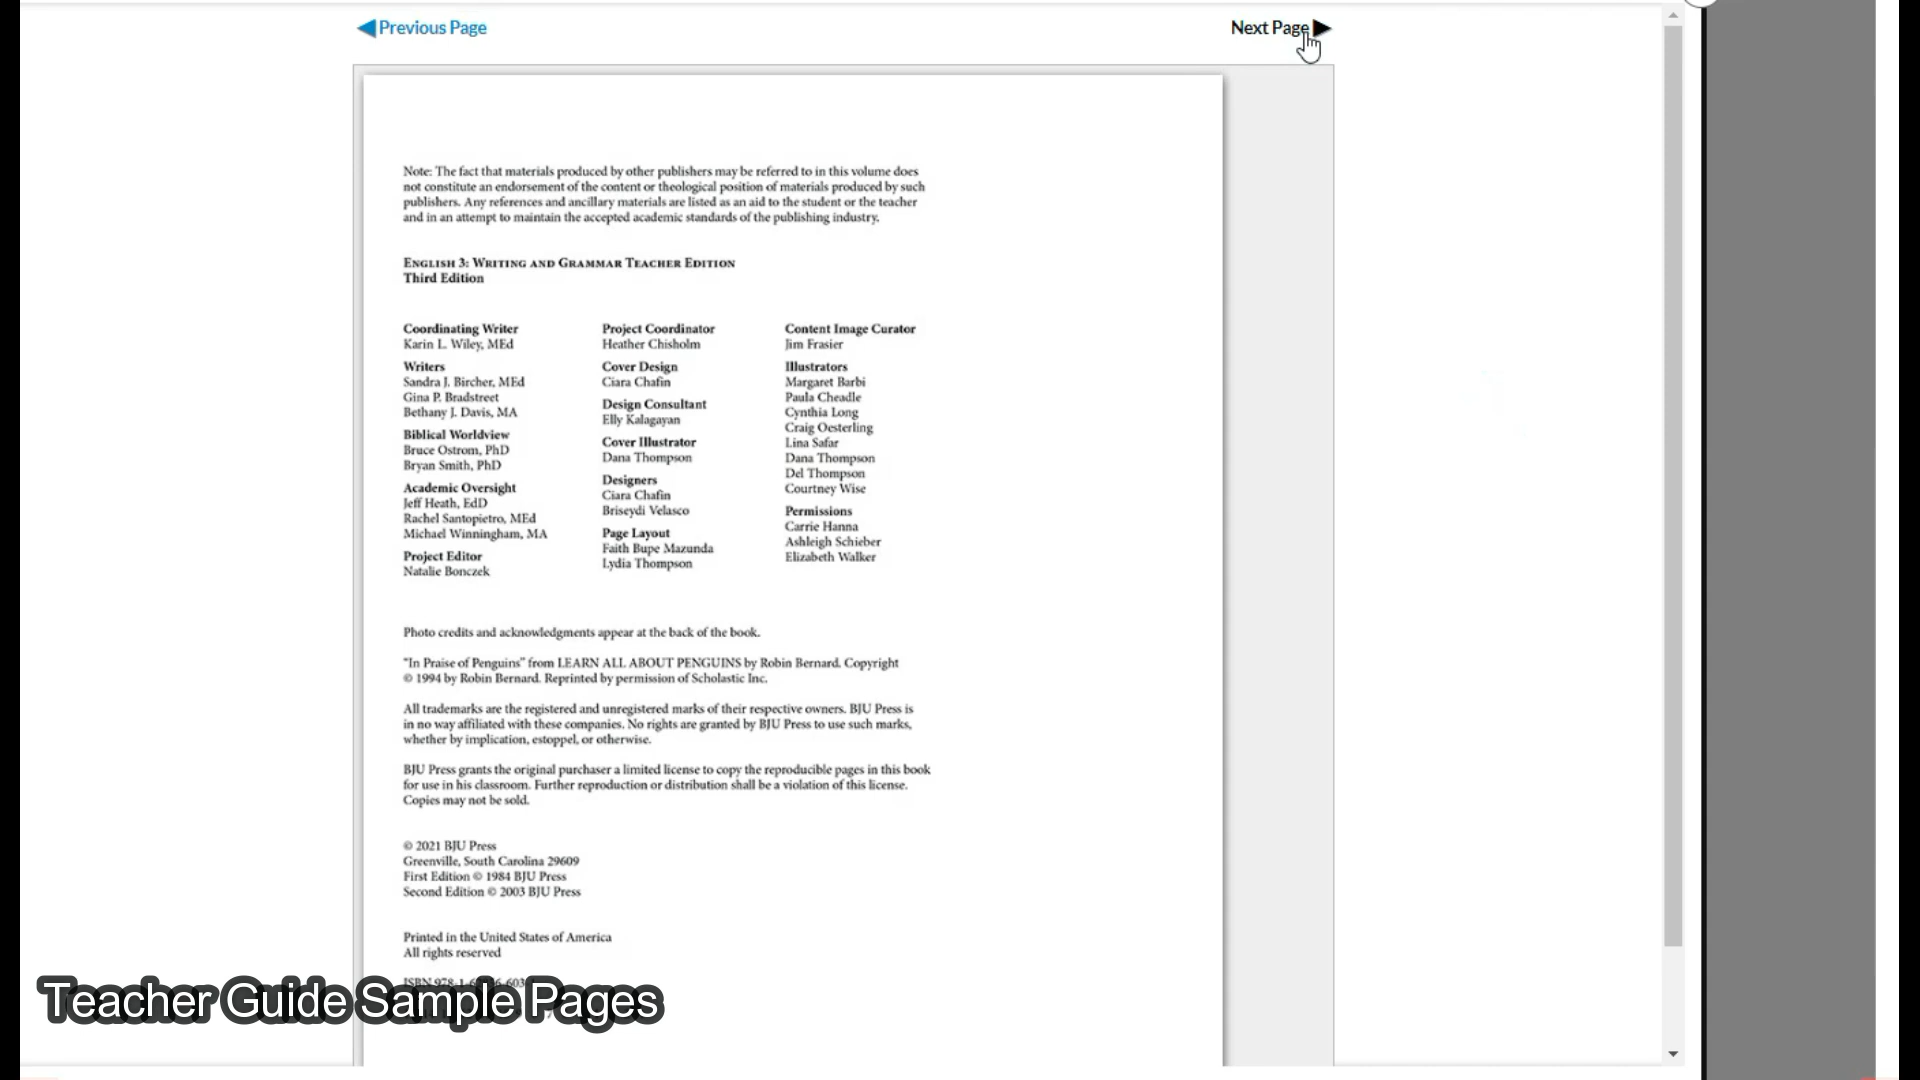 Previous Page
Next Page
Note: The fact that materials produced by other publishers may be referred to in this volume does
not constitute an endorsement of the content or theological position of materials produced by such
publishers. Any references and ancillary materials are listed as an aid to the student or the teacher
and in an attempt to maintain the accepted academic standards of the publishing industry.
English 3: Writing and Grammar Teacher Edition
Third Edition
Coordinating Writer
Karin L. Wiley, MEd
Writers
Sandra J. Bircher, MEd
Gina P. Bradstreet
Bethany J. Davis, MA
Biblical Worldview
Bruce Ostrom, PhD
Bryan Smith, PhD
Academic Oversight
Jeff Heath, EdD
Rachel Santopietro, MEd
Michael Winningham, MA
Project Editor
Natalie Bonczek
Project Coordinator
Heather Chisholm
Cover Design
Ciara Chafin
Design Consultant
Elly Kalagayan
Cover Illustrator
Dana Thompson
Designers
Ciara Chafin
Briseydi Velasco
Page Layout
Faith Bupe Mazunda
Lydia Thompson
Content Image Curator
Jim Frasier
Illustrators
Margaret Barbi
Paula Cheadle
Cynthia Long
Craig Oesterling
Lina Safar
Dana Thompson
Del Thompson
Courtney Wise
Permissions
Carrie Hanna
Ashleigh Schieber
Elizabeth Walker
Photo credits and acknowledgments appear at the back of the book.
“In Praise of Penguins” from LEARN ALL ABOUT PENGUINS by Robin Bernard. Copyright
© 1994 by Robin Bernard. Reprinted by permission of Scholastic Inc.
All trademarks are the registered and unregistered marks of their respective owners. BJU Press is
in no way affiliated with these companies. No rights are granted by BJU Press to use such marks,
whether by implication, estoppel, or otherwise.
BJU Press grants the original purchaser a limited license to copy the reproducible pages in this book
for use in his classroom. Further reproduction or distribution shall be a violation of this license.
Copies may not be sold.
© 2021 BJU Press
Greenville, South Carolina 29609
First Edition © 1984 BJU Press
Second Edition © 2003 BJU Press
Printed in the United States of America
All rights reserved
ISBN
Teacher Guide Sample Pages